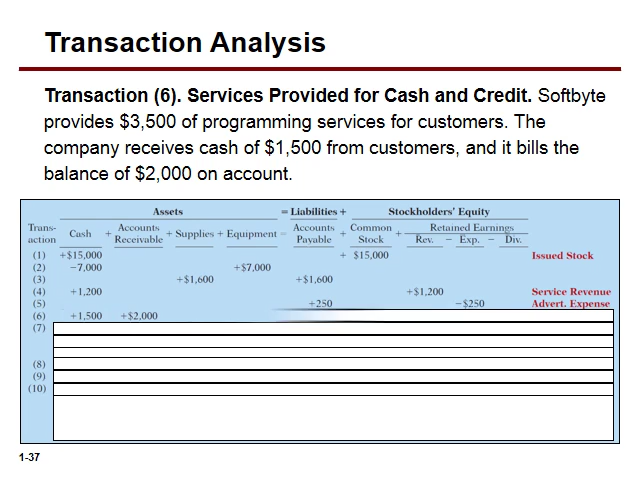 Transaction Analysis
Transaction (6). Services Provided for Cash and Credit. Softbyte
provides $3,500 of programming services for customers. The
company receives cash of $1,500 from customers, and it bills the
balance of $2,000 on account.
Assets = Liabilities + Stockholders' Equity
Trans- Accounts Accounts Common Retained Earnings
action Cash + Receivable + Supplies + Equipment = Payable + Stock + Rev. − Exp. − Div.
(1) +$15,000 + $15,000 Issued Stock
(2) −7,000 +$7,000
(3) +$1,600 +$1,600
(4) +1,200 +$1,200 Service Revenue
(5) +250 −$250 Advert. Expense
(6) +1,500 +$2,000
(7)
(8)
(9)
(10)
1-37